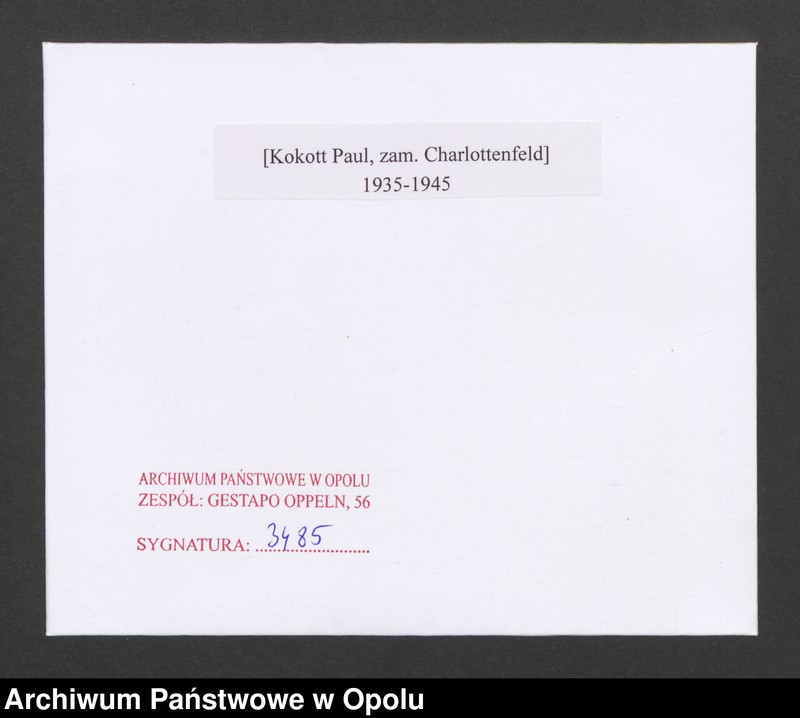 [Kokott Paul, zam. Charlottenfeld]
1935-1945
ARCHIWUM PAŃSTWOWE W OPOLU
ZESPÓŁ: GESTAPO OPPELN, 56
SYGNATURA: 3485
Archiwum Państwowe w Opolu